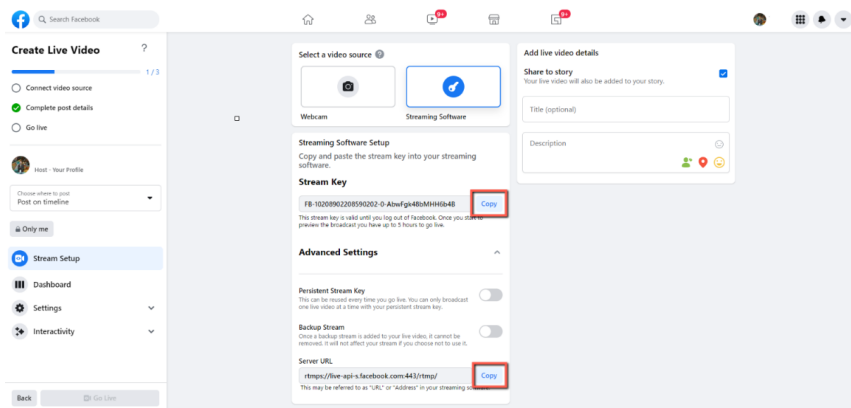 Search Facebook
9+
9+
Create Live Video
?
1 / 3
Connect video source
Complete post details
Go live
Host - Your Profile
Choose where to post
Post on timeline
Only me
Stream Setup
Dashboard
Settings
Interactivity
Back
Go Live
Select a video source ?
Webcam
Streaming Software
Streaming Software Setup
Copy and paste the stream key into your streaming
software.
Stream Key
FB-10208902208590202-0-AbwFgk4BbMHH6b4B
Copy
This stream key is valid until you log out of Facebook. Once you start to
preview the broadcast you have up to 5 hours to go live.
Advanced Settings
Persistent Stream Key
This can be reused every time you go live. You can only broadcast
one live video at a time with your persistent stream key.
Backup Stream
Once a backup stream is added to your live video, it cannot be
removed. It will not affect your stream if you choose not to use it.
Server URL
rtmps://live-api-s.facebook.com:443/rtmp/
Copy
This may be referred to as "URL" or "Address" in your streaming software.
Add live video details
Share to story
Your live video will also be added to your story.
Title (optional)
Description